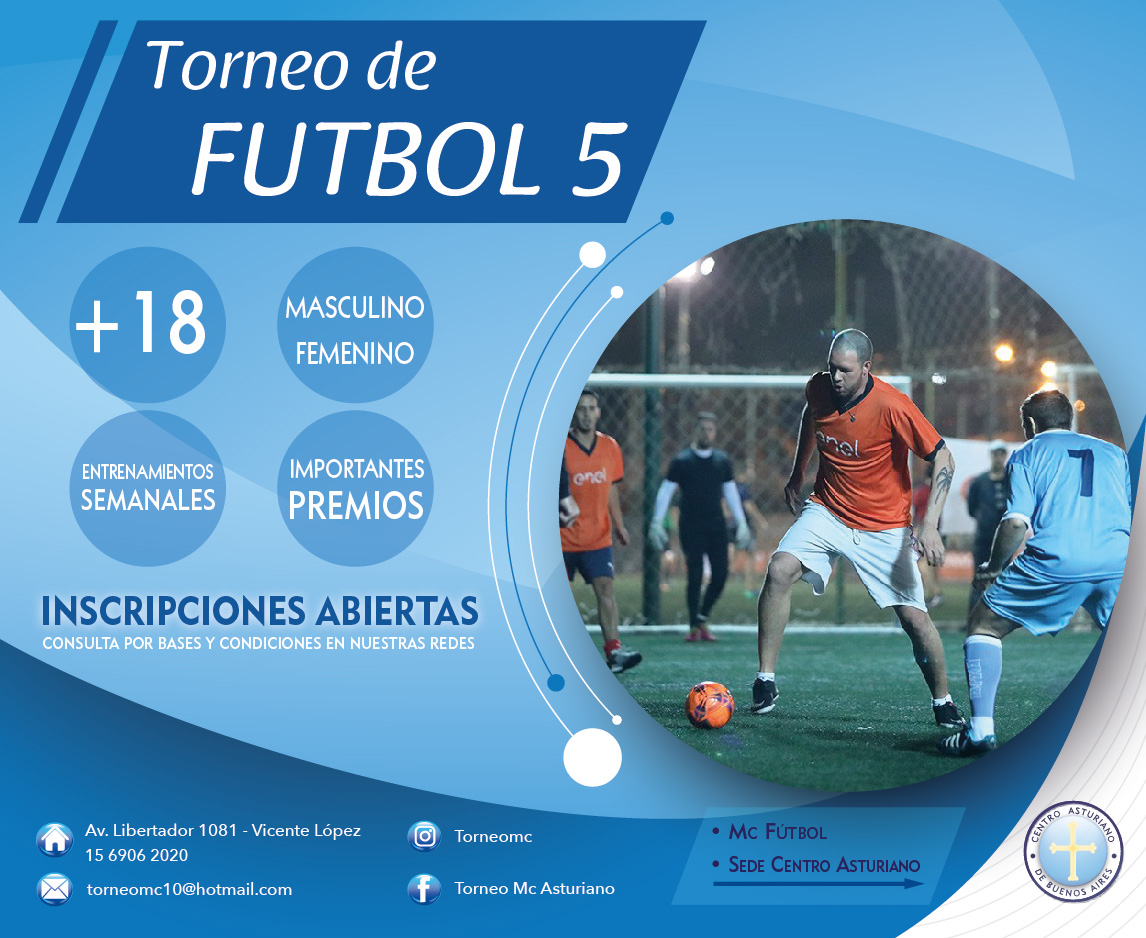 Torneo de
FUTBOL 5
+18
MASCULINO
FEMENINO
ENTRENAMIENTOS
SEMANALES
IMPORTANTES
PREMIOS
enel
enel
7
INSCRIPCIONES ABIERTAS
CONSULTA POR BASES Y CONDICIONES EN NUESTRAS REDES
Av. Libertador 1081 - Vicente López
15 6906 2020
torneomc10@hotmail.com
Torneomc
Torneo Mc Asturiano
• Mc Fútbol
• Sede Centro Asturiano
CENTRO ASTURIANO
DE BUENOS AIRES